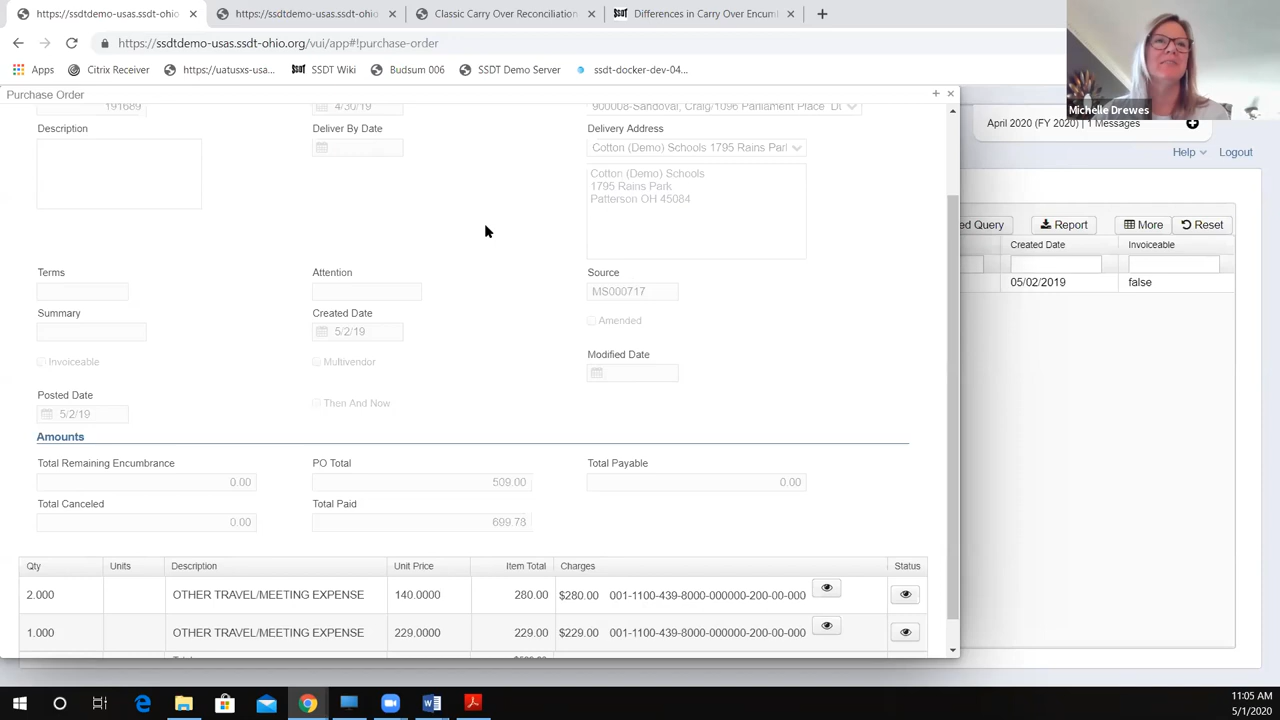 https://ssdtdemo-usas.ssdt-ohio
https://ssdtdemo-usas.ssdt-ohio
Classic Carry Over Reconciliation
Differences in Carry Over Encum
https://ssdtdemo-usas.ssdt-ohio.org/vui/app#!purchase-order
Apps
Citrix Receiver
https://uatusxs-usa...
SSDT Wiki
Budsum 006
SSDT Demo Server
ssdt-docker-dev-04...
Michelle Drewes
Purchase Order
April 2020 (FY 2020) | 1 Messages
Help
Logout
191689
4/30/19
900008-Sandoval, Craig/1096 Parliament Place
Description
Deliver By Date
Delivery Address
Cotton (Demo) Schools 1795 Rains Par
Cotton (Demo) Schools
1795 Rains Park
Patterson OH 45084
ed Query
Report
More
Reset
Created Date
Invoiceable
05/02/2019
false
Terms
Attention
Source
MS000717
Summary
Created Date
5/2/19
Amended
Invoiceable
Multivendor
Modified Date
Posted Date
5/2/19
Then And Now
Amounts
Total Remaining Encumbrance
PO Total
Total Payable
0.00
509.00
0.00
Total Canceled
Total Paid
0.00
699.78
Qty Units Description Unit Price Item Total Charges Status
2.000 OTHER TRAVEL/MEETING EXPENSE 140.0000 280.00 $280.00 001-1100-439-8000-000000-200-00-000
1.000 OTHER TRAVEL/MEETING EXPENSE 229.0000 229.00 $229.00 001-1100-439-8000-000000-200-00-000
11:05 AM
5/1/2020